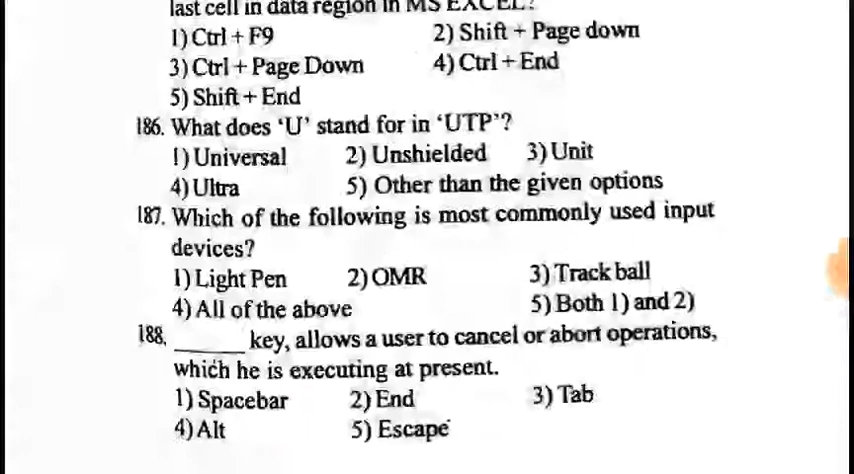 last cell in data region in MS EXCEL?
1) Ctrl + F9 2) Shift + Page down
3) Ctrl + Page Down 4) Ctrl + End
5) Shift + End
186. What does ‘U’ stand for in ‘UTP’?
1) Universal 2) Unshielded 3) Unit
4) Ultra 5) Other than the given options
187. Which of the following is most commonly used input
devices?
1) Light Pen 2) OMR 3) Track ball
4) All of the above 5) Both 1) and 2)
188. ______ key, allows a user to cancel or abort operations,
which he is executing at present.
1) Spacebar 2) End 3) Tab
4) Alt 5) Escape